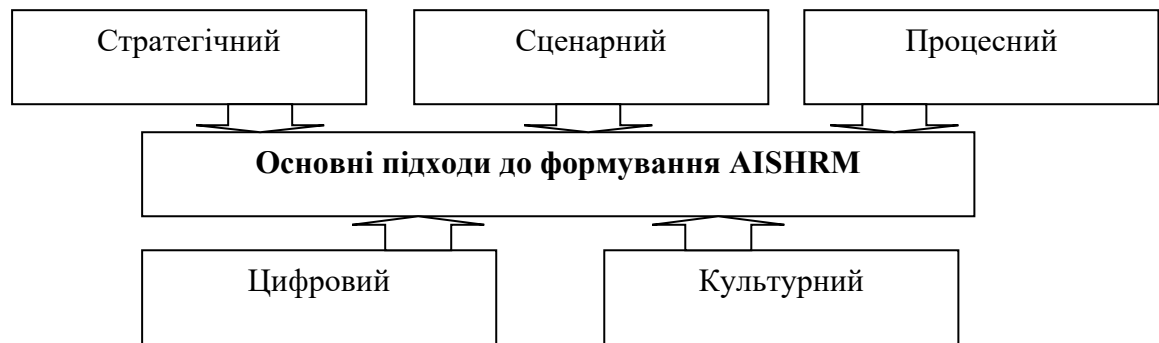 Стратегічний
Сценарний
Процесний
Основні підходи до формування AISHRM
Цифровий
Культурний